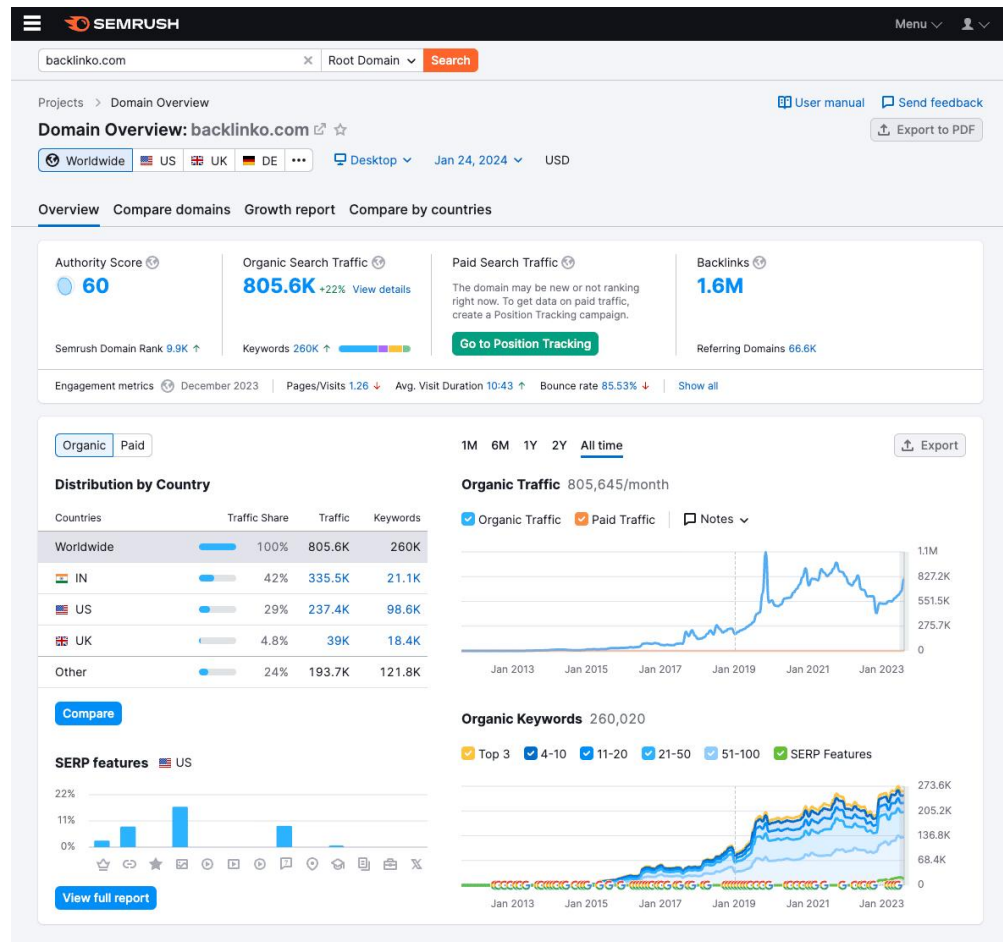 SEMRUSH
Menu
backlinko.com
Root Domain
Search
Projects > Domain Overview
User manual
Send feedback
Domain Overview: backlinko.com
Export to PDF
Worldwide US UK DE •••
Desktop
Jan 24, 2024
USD
Overview Compare domains Growth report Compare by countries
Authority Score
60
Semrush Domain Rank 9.9K ↑
Organic Search Traffic
805.6K +22% View details
Keywords 260K ↑
Paid Search Traffic
The domain may be new or not ranking
right now. To get data on paid traffic,
create a Position Tracking campaign.
Go to Position Tracking
Backlinks
1.6M
Referring Domains 66.6K
Engagement metrics December 2023 Pages/Visits 1.26 ↓ Avg. Visit Duration 10:43 ↑ Bounce rate 85.53% ↓ Show all
Organic Paid
Distribution by Country
Countries Traffic Share Traffic Keywords
Worldwide 100% 805.6K 260K
IN 42% 335.5K 21.1K
US 29% 237.4K 98.6K
UK 4.8% 39K 18.4K
Other 24% 193.7K 121.8K
Compare
SERP features US
22%
11%
0%
View full report
1M 6M 1Y 2Y All time
Export
Organic Traffic 805,645/month
Organic Traffic Paid Traffic Notes
1.1M
827.2K
551.5K
275.7K
0
Jan 2013 Jan 2015 Jan 2017 Jan 2019 Jan 2021 Jan 2023
Organic Keywords 260,020
Top 3 4-10 11-20 21-50 51-100 SERP Features
273.6K
205.2K
136.8K
68.4K
0
Jan 2013 Jan 2015 Jan 2017 Jan 2019 Jan 2021 Jan 2023